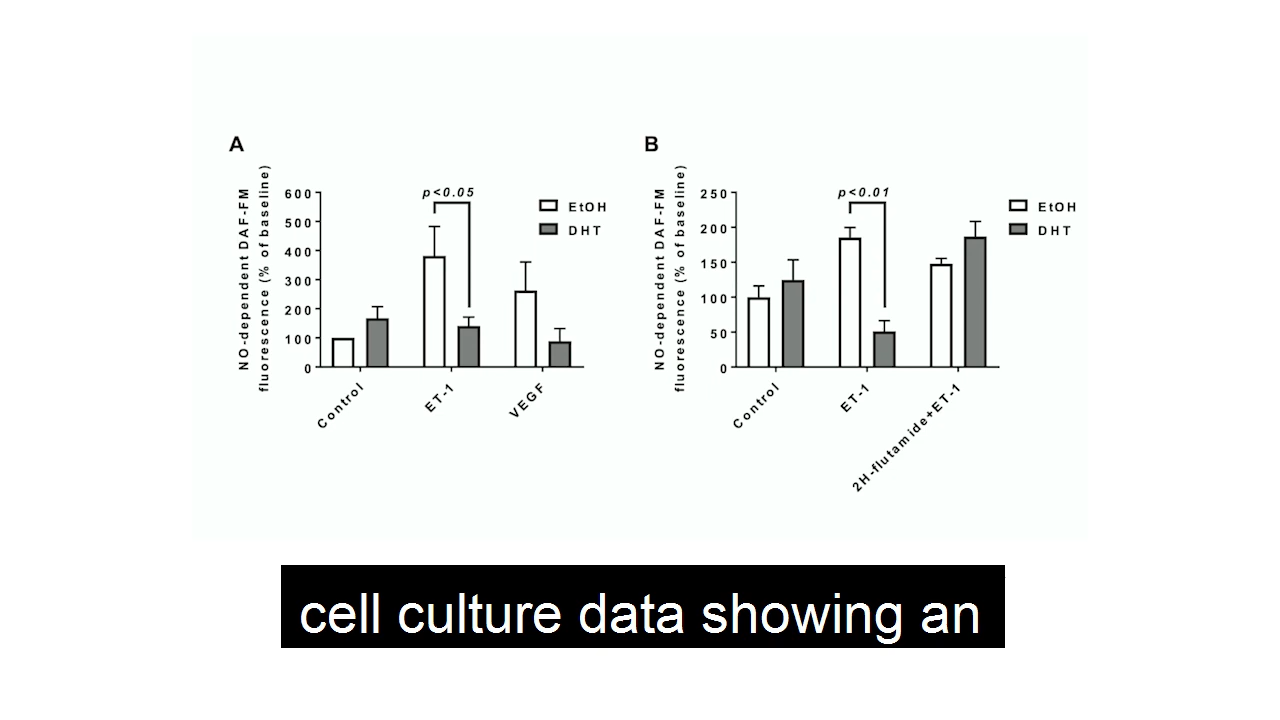 A
NO-dependent DAF-FM
fluorescence (% of baseline)
600
500
400
300
200
100
0
p<0.05
EtOH
DHT
Control
ET-1
VEGF
B
NO-dependent DAF-FM
fluorescence (% of baseline)
250
200
150
100
50
0
p<0.01
EtOH
DHT
Control
ET-1
2H-flutamide+ET-1
cell culture data showing an